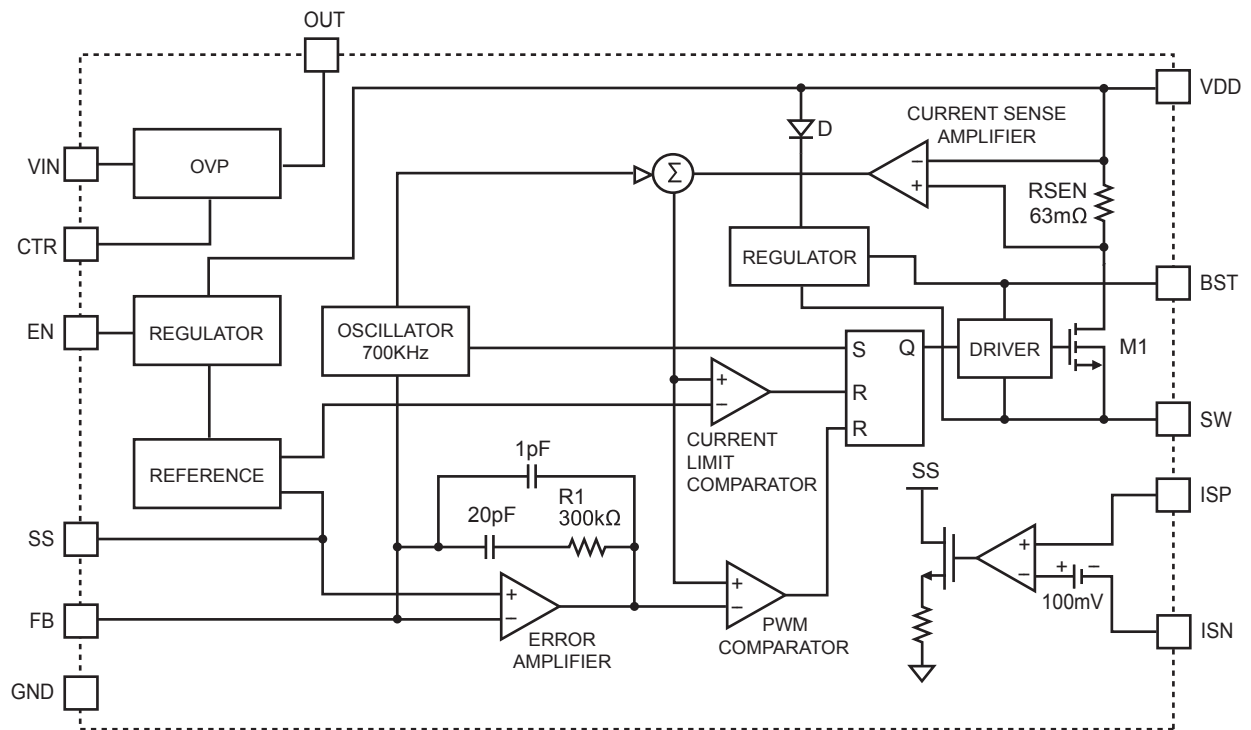 OUT
VDD
CURRENT SENSE
AMPLIFIER
D
OVP
VIN
Σ
−
+
RSEN
63mΩ
CTR
REGULATOR
BST
EN
REGULATOR
OSCILLATOR
700KHz
S
Q
DRIVER
M1
+
−
R
SW
R
CURRENT
LIMIT
COMPARATOR
REFERENCE
1pF
SS
ISP
R1
300kΩ
20pF
SS
+
−
+
−
100mV
+
−
+
−
FB
ERROR
AMPLIFIER
PWM
COMPARATOR
ISN
GND